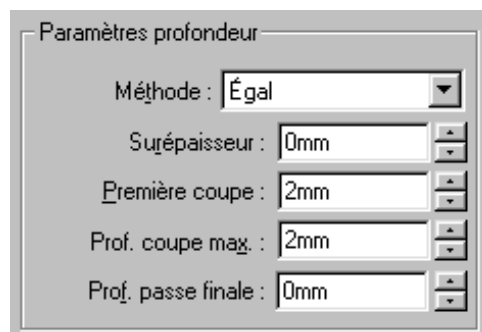 Paramètres profondeur
Méthode : Égal
Surépaisseur : 0mm
Première coupe : 2mm
Prof. coupe max. : 2mm
Prof. passe finale : 0mm